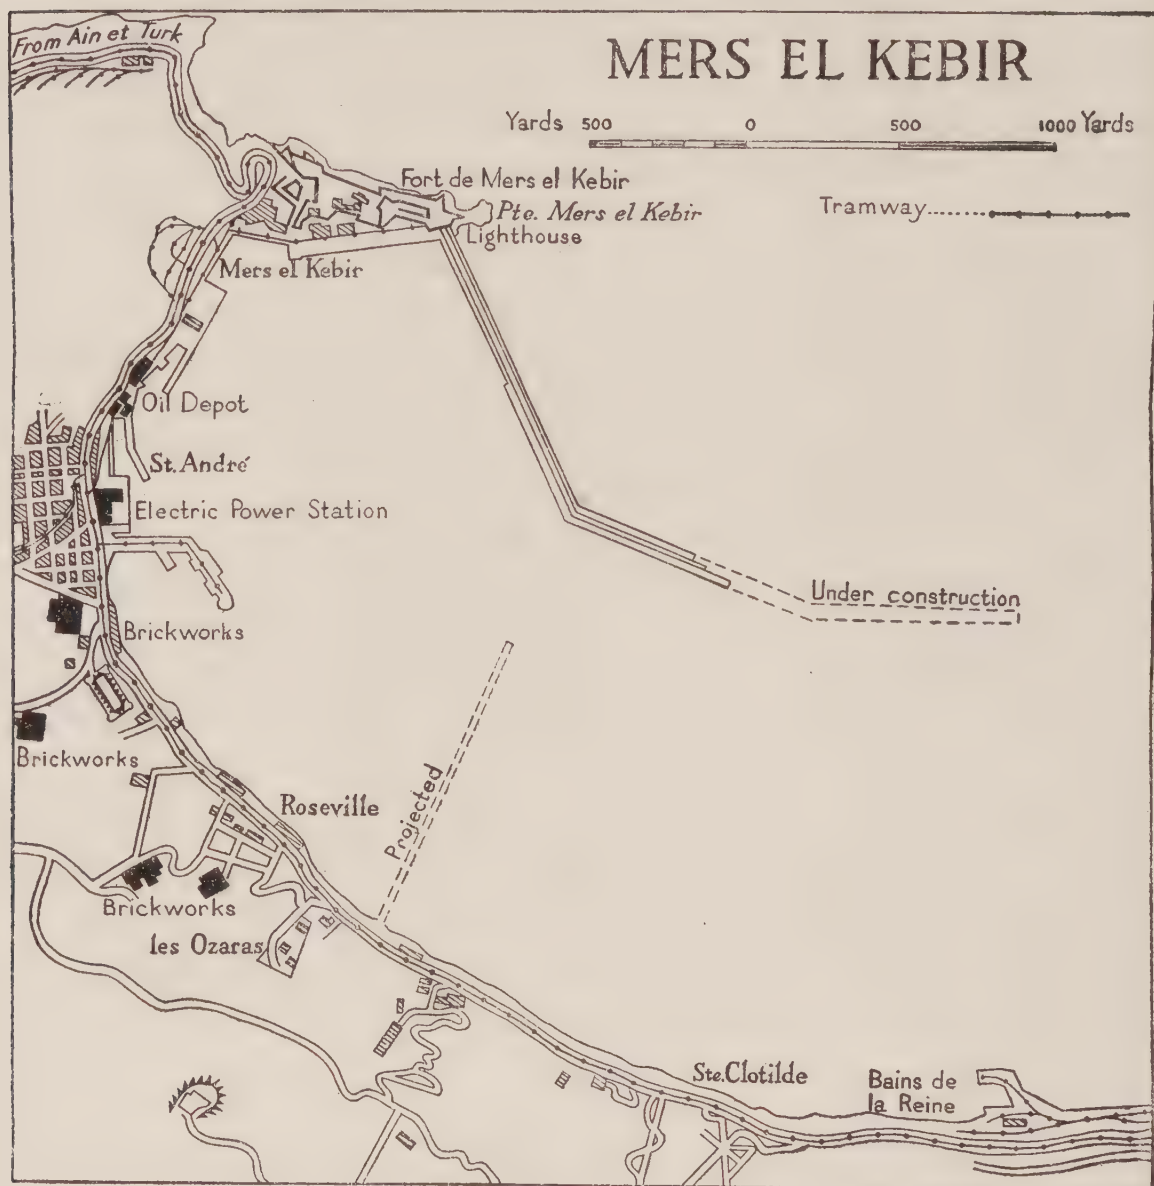 From Ain et Turk
MERS EL KEBIR
Yards 500 0 500 1000 Yards
Fort de Mers el Kebir
Pte. Mers el Kebir
Tramway.......
Lighthouse
Mers el Kebir
Oil Depot
St. André
Electric Power Station
Under construction
Brickworks
Brickworks
Projected
Roseville
Brickworks
les Ozaras
Ste. Clotilde
Bains de
la Reine